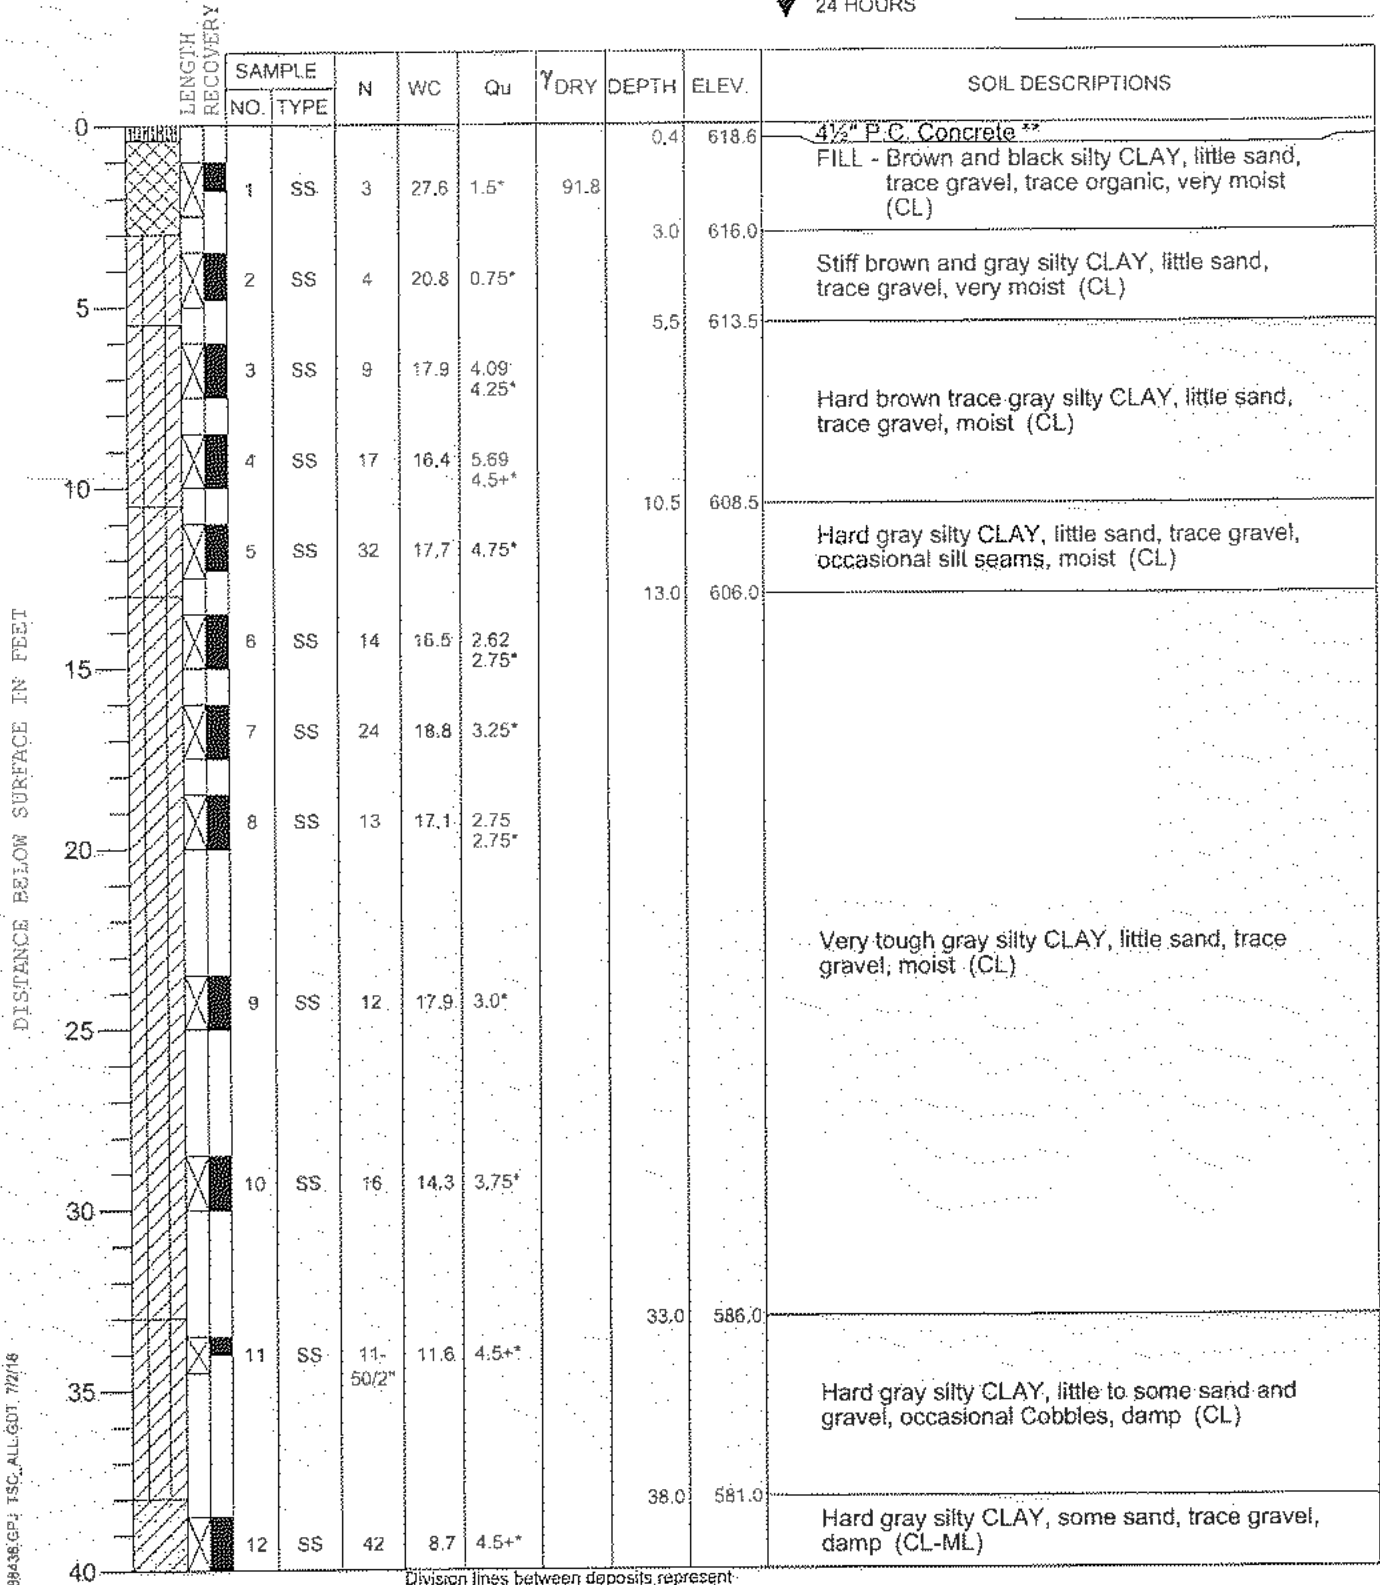 24 HOURS
LENGTH
RECOVERY
SAMPLE
NO. TYPE N WC Qu γDRY DEPTH ELEV. SOIL DESCRIPTIONS
0
0.4 618.6 4½" P.C. Concrete **
FILL - Brown and black silty CLAY, little sand,
trace gravel, trace organic, very moist
(CL)
1 SS 3 27.6 1.5* 91.8
3.0 616.0
Stiff brown and gray silty CLAY, little sand,
trace gravel, very moist (CL)
2 SS 4 20.8 0.75*
5
5.5 613.5
3 SS 9 17.9 4.09
4.25*
Hard brown trace gray silty CLAY, little sand,
trace gravel, moist (CL)
4 SS 17 16.4 5.69
4.5+*
10
10.5 608.5
Hard gray silty CLAY, little sand, trace gravel,
occasional silt seams, moist (CL)
5 SS 32 17.7 4.75*
13.0 606.0
6 SS 14 16.5 2.62
2.75*
15
7 SS 24 18.8 3.25*
8 SS 13 17.1 2.75
2.75*
20
Very tough gray silty CLAY, little sand, trace
gravel, moist (CL)
9 SS 12 17.9 3.0*
25
10 SS 16 14.3 3.75*
30
33.0 586.0
11 SS 11- 11.6 4.5+*
50/2"
35
Hard gray silty CLAY, little to some sand and
gravel, occasional Cobbles, damp (CL)
38.0 581.0
Hard gray silty CLAY, some sand, trace gravel,
damp (CL-ML)
12 SS 42 8.7 4.5+*
40
DISTANCE BELOW SURFACE IN FEET
TSC_ALL.GDT 7/2/18
Division lines between deposits represent